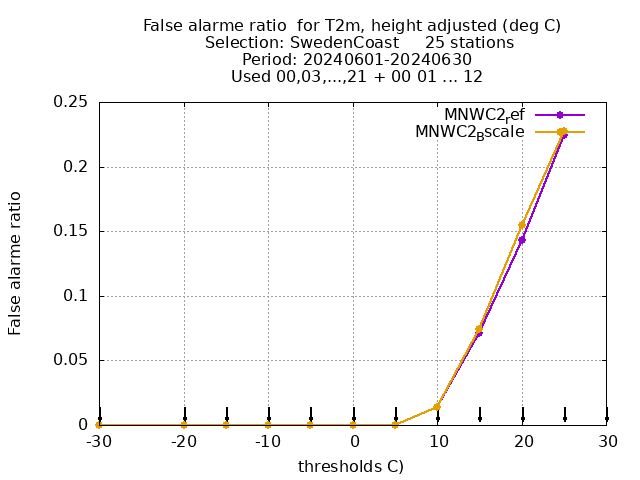 False alarme ratio  for T2m, height adjusted (deg C)
Selection: SwedenCoast     25 stations
Period: 20240601-20240630
Used 00,03,...,21 + 00 01 ... 12
MNWC2ref
MNWC2Bscale
False alarme ratio
0.25
0.2
0.15
0.1
0.05
0
-30
-20
-10
0
10
20
30
thresholds C)